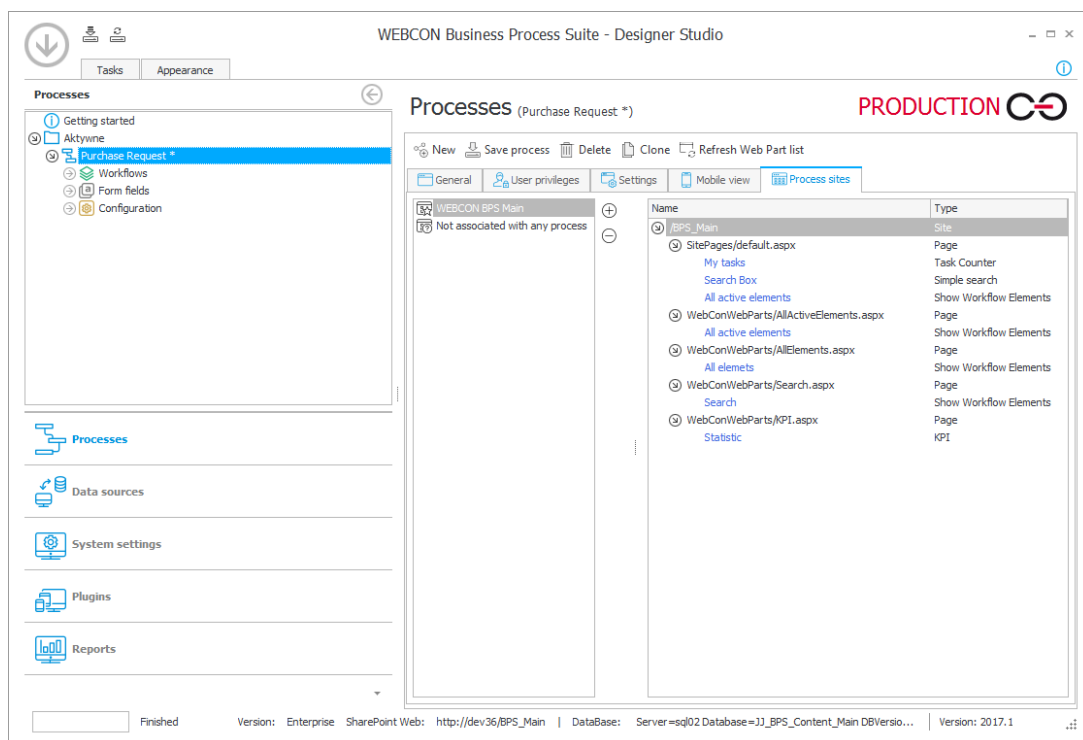 WEBCON Business Process Suite - Designer Studio
Tasks Appearance
Processes
Getting started
Aktywne
Purchase Request *
Workflows
Form fields
Configuration
Processes
Data sources
System settings
Plugins
Reports
Processes (Purchase Request *)
PRODUCTION
New Save process Delete Clone Refresh Web Part list
General User privileges Settings Mobile view Process sites
WEBCON BPS Main
Not associated with any process
Name Type
/BPS_Main Site
SitePages/default.aspx Page
My tasks Task Counter
Search Box Simple search
All active elements Show Workflow Elements
WebConWebParts/AllActiveElements.aspx Page
All active elements Show Workflow Elements
WebConWebParts/AllElements.aspx Page
All elemets Show Workflow Elements
WebConWebParts/Search.aspx Page
Search Show Workflow Elements
WebConWebParts/KPI.aspx Page
Statistic KPI
Finished Version: Enterprise SharePoint Web: http://dev36/BPS_Main | DataBase: Server=sql02 Database=JJ_BPS_Content_Main DBVersio... Version: 2017.1